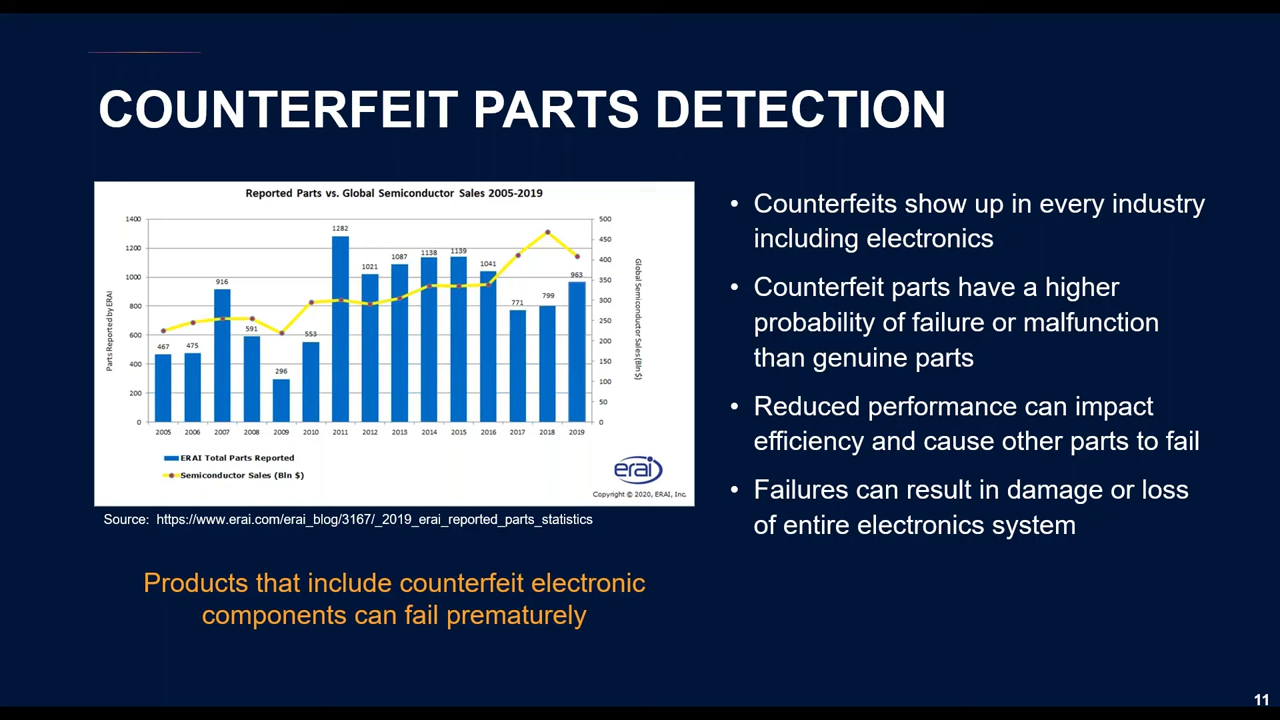 COUNTERFEIT PARTS DETECTION
Reported Parts vs. Global Semiconductor Sales 2005-2019
1400
1200
1000
800
600
400
200
0
Parts Reported by ERAI
500
450
400
350
300
250
200
150
100
50
0
Global Semiconductor Sales (Bln $)
467
475
916
591
296
553
1282
1021
1087
1138
1139
1041
771
799
963
2005 2006 2007 2008 2009 2010 2011 2012 2013 2014 2015 2016 2017 2018 2019
ERAI Total Parts Reported
Semiconductor Sales (Bln $)
erai
Copyright © 2020, ERAI, Inc.
Source: https://www.erai.com/erai_blog/3167/_2019_erai_reported_parts_statistics
Products that include counterfeit electronic
components can fail prematurely
• Counterfeits show up in every industry
including electronics
• Counterfeit parts have a higher
probability of failure or malfunction
than genuine parts
• Reduced performance can impact
efficiency and cause other parts to fail
• Failures can result in damage or loss
of entire electronics system
11